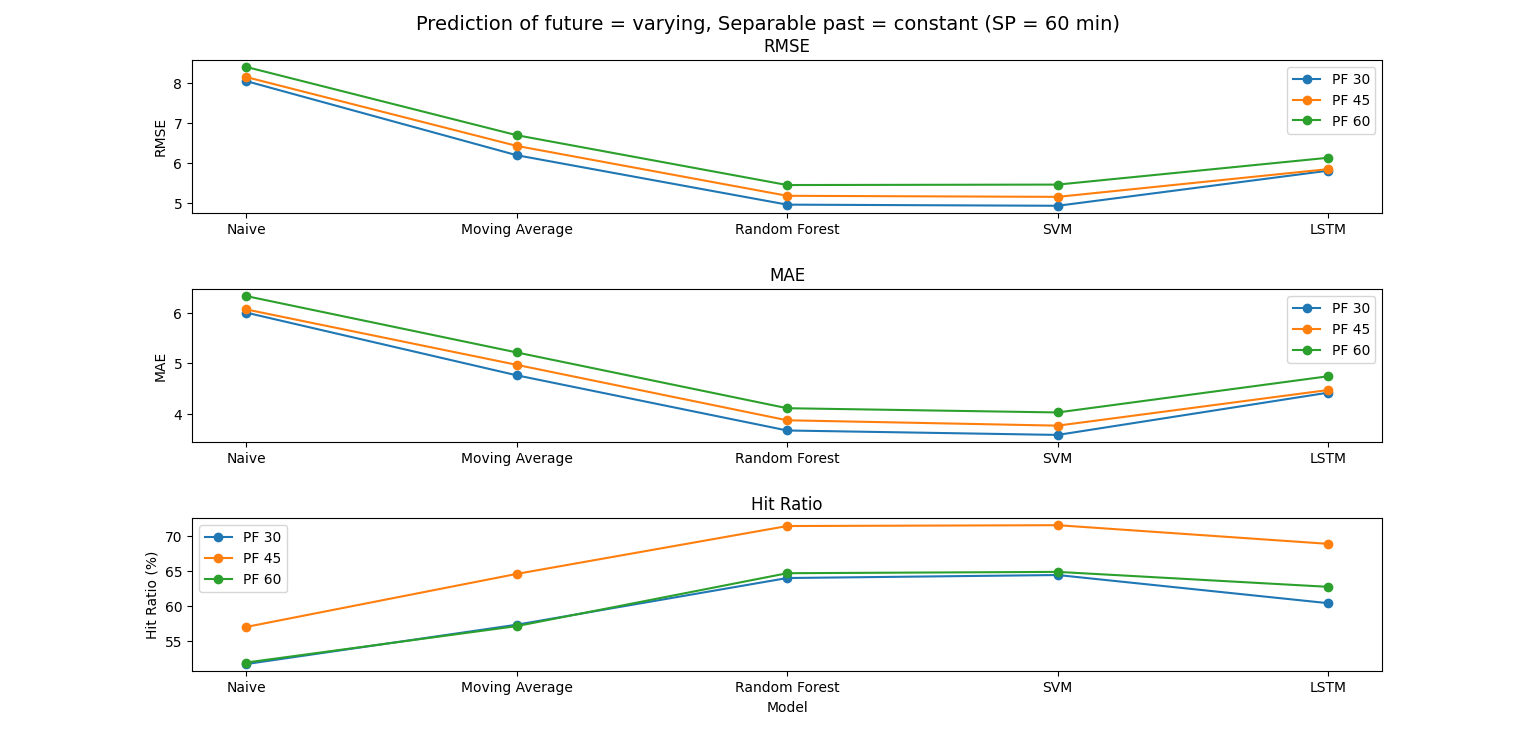 Prediction of future = varying, Separable past = constant (SP = 60 min)
RMSE
8
7
6
5
RMSE
PF 30
PF 45
PF 60
Naive Moving Average Random Forest SVM LSTM
MAE
6
5
4
MAE
PF 30
PF 45
PF 60
Naive Moving Average Random Forest SVM LSTM
Hit Ratio
70
65
60
55
Hit Ratio (%)
PF 30
PF 45
PF 60
Naive Moving Average Random Forest SVM LSTM
Model